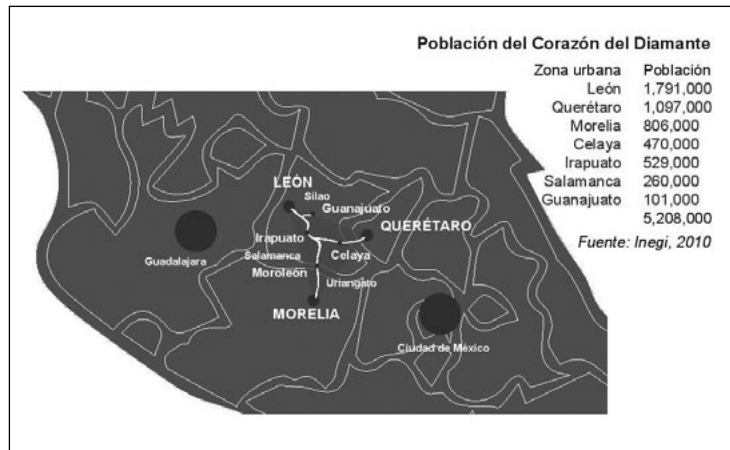 Población del Corazón del Diamante
Zona urbana Población
León 1,791,000
Querétaro 1,097,000
Morelia 806,000
Celaya 470,000
Irapuato 529,000
Salamanca 260,000
Guanajuato 101,000
5,208,000
Fuente: Inegi, 2010
LEÓN
Silao
Guanajuato
QUERÉTARO
Irapuato
Salamanca
Celaya
Guadalajara
Moroleón
Uriangato
MORELIA
Ciudad de México